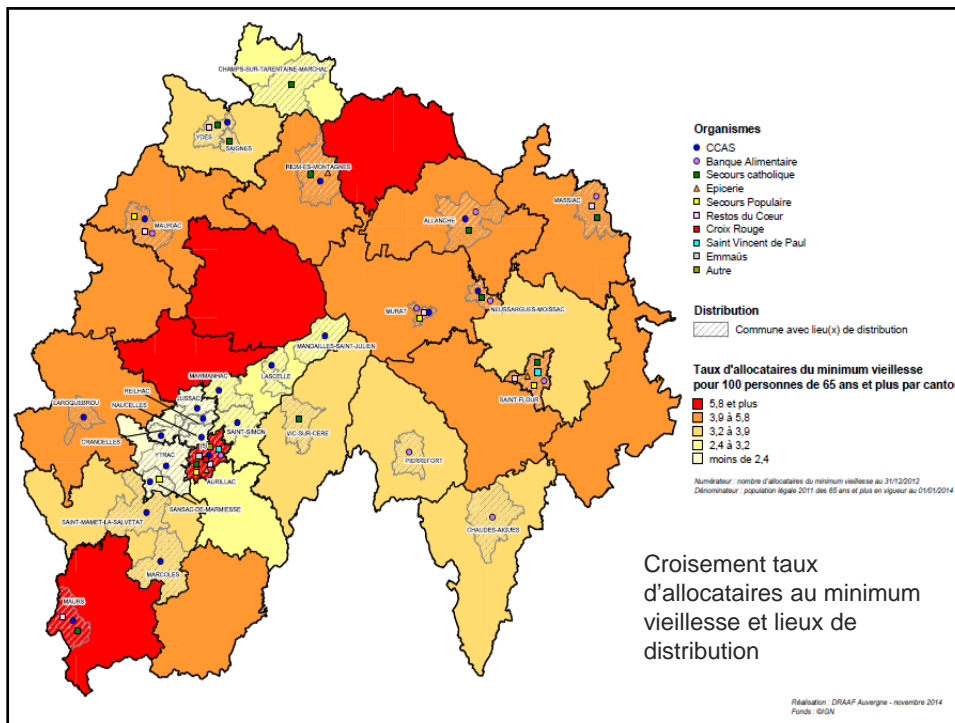 CHAMPS-SUR-TARENTAINE-MARCHAL
YDES
SAIGNES
RIOM-ES-MONTAGNES
MAURIAC
ALLANCHE
MASSIAC
MURAT
NEUSSARGUES-MOISSAC
MANDAILLES-SAINT-JULIEN
LASCELLE
MARMANHAC
REILHAC
JUSSAC
NAUCELLES
LAROQUEBROU
CRANDELLES
SAINT-SIMON
VIC-SUR-CERE
SAINT-FLOUR
YTRAC
AURILLAC
PIERREFORT
SANSAC-DE-MARMIESSE
SAINT-MAMET-LA-SALVETAT
CHAUDES-AIGUES
MARCOLES
MAURS
Organismes
CCAS
Banque Alimentaire
Secours catholique
Epicerie
Secours Populaire
Restos du Cœur
Croix Rouge
Saint Vincent de Paul
Emmaüs
Autre
Distribution
Commune avec lieu(x) de distribution
Taux d'allocataires du minimum vieillesse
pour 100 personnes de 65 ans et plus par canton
5,8 et plus
3,9 à 5,8
3,2 à 3,9
2,4 à 3,2
moins de 2,4
Numérateur : nombre d'allocataires du minimum vieillesse au 31/12/2012
Dénominateur : population légale 2011 des 65 ans et plus en vigueur au 01/01/2014
Croisement taux
d'allocataires au minimum
vieillesse et lieux de
distribution
Réalisation : DRAAF Auvergne - novembre 2014
Fonds : ©IGN